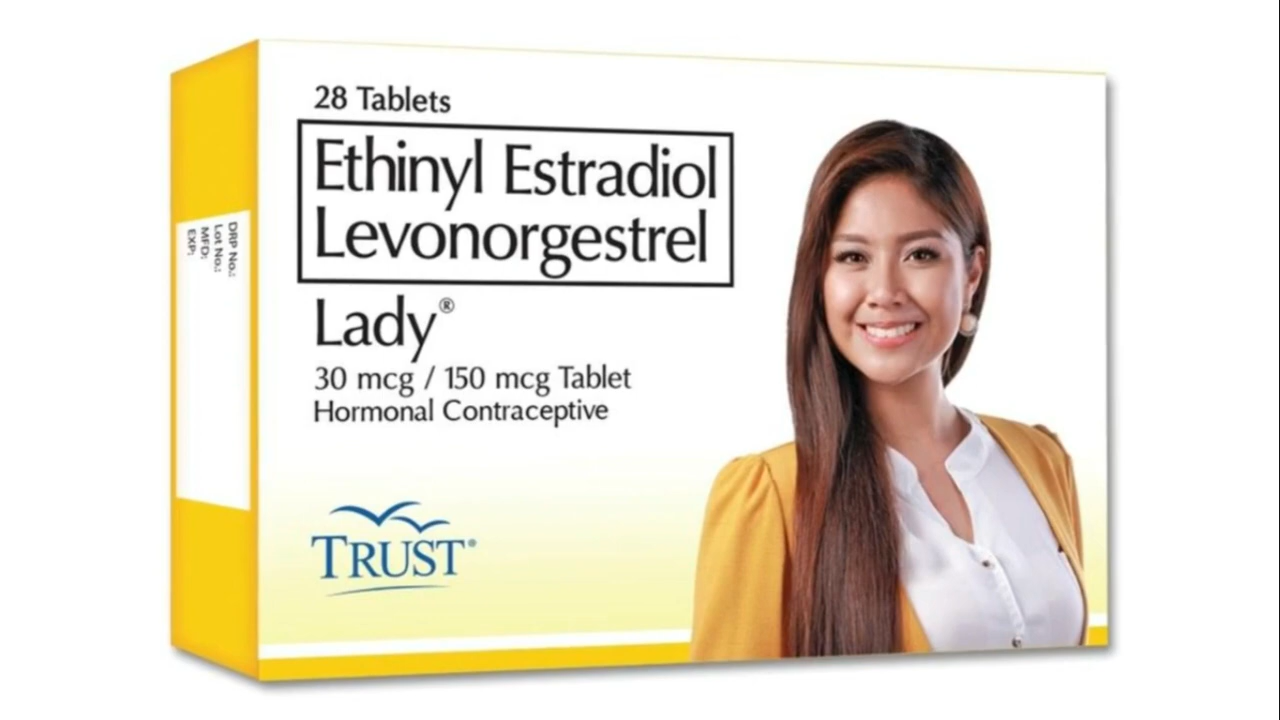 28 Tablets
Ethinyl Estradiol
Levonorgestrel
Lady®
30 mcg / 150 mcg Tablet
Hormonal Contraceptive
TRUST®
DRP No.:
Lot No.:
MFD:
EXP: